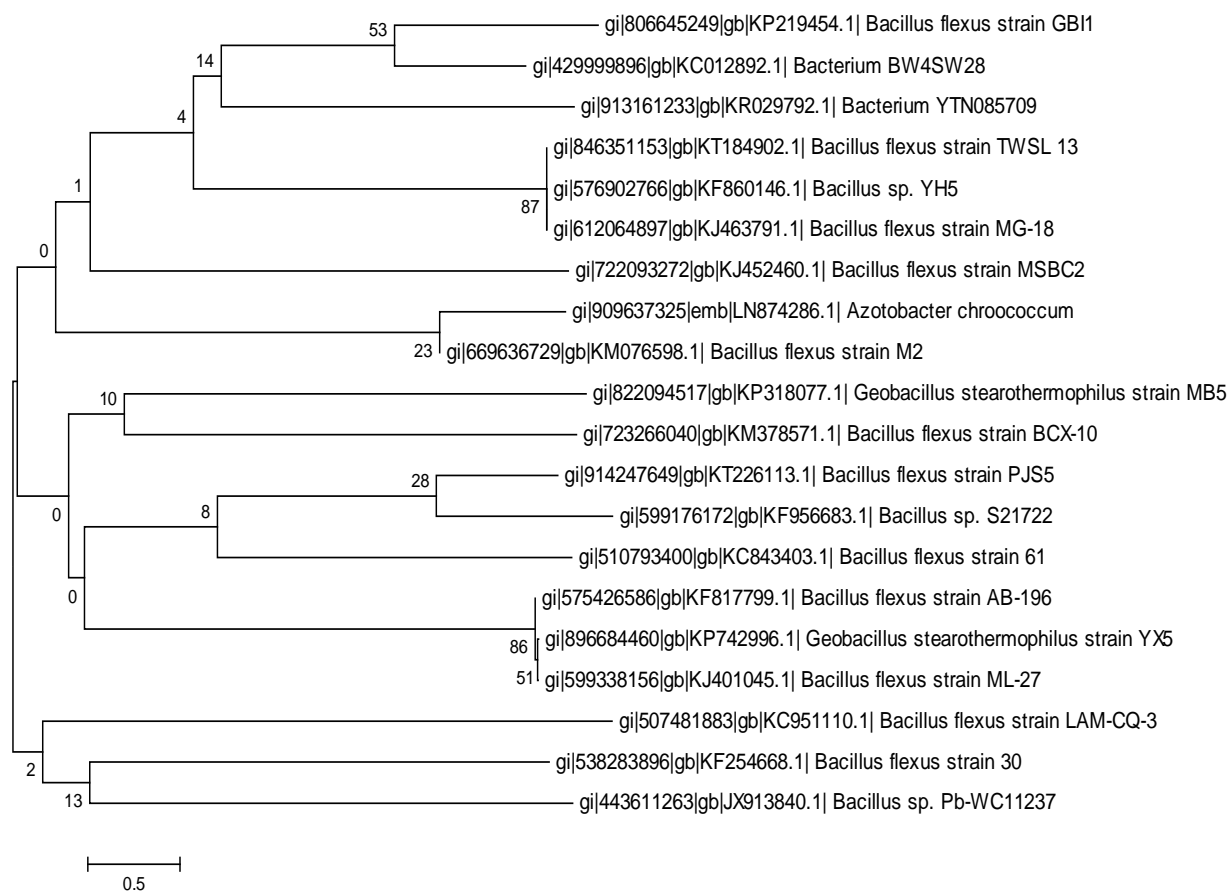 gi|806645249|gb|KP219454.1| Bacillus flexus strain GBI1
53
gi|429999896|gb|KC012892.1| Bacterium BW4SW28
14
gi|913161233|gb|KR029792.1| Bacterium YTN085709
4
gi|846351153|gb|KT184902.1| Bacillus flexus strain TWSL 13
gi|576902766|gb|KF860146.1| Bacillus sp. YH5
87
gi|612064897|gb|KJ463791.1| Bacillus flexus strain MG-18
1
gi|722093272|gb|KJ452460.1| Bacillus flexus strain MSBC2
0
gi|909637325|emb|LN874286.1| Azotobacter chroococcum
23
gi|669636729|gb|KM076598.1| Bacillus flexus strain M2
gi|822094517|gb|KP318077.1| Geobacillus stearothermophilus strain MB5
10
gi|723266040|gb|KM378571.1| Bacillus flexus strain BCX-10
gi|914247649|gb|KT226113.1| Bacillus flexus strain PJS5
28
gi|599176172|gb|KF956683.1| Bacillus sp. S21722
0
8
gi|510793400|gb|KC843403.1| Bacillus flexus strain 61
0
gi|575426586|gb|KF817799.1| Bacillus flexus strain AB-196
gi|896684460|gb|KP742996.1| Geobacillus stearothermophilus strain YX5
86
gi|599338156|gb|KJ401045.1| Bacillus flexus strain ML-27
51
gi|507481883|gb|KC951110.1| Bacillus flexus strain LAM-CQ-3
2
gi|538283896|gb|KF254668.1| Bacillus flexus strain 30
13
gi|443611263|gb|JX913840.1| Bacillus sp. Pb-WC11237
0.5